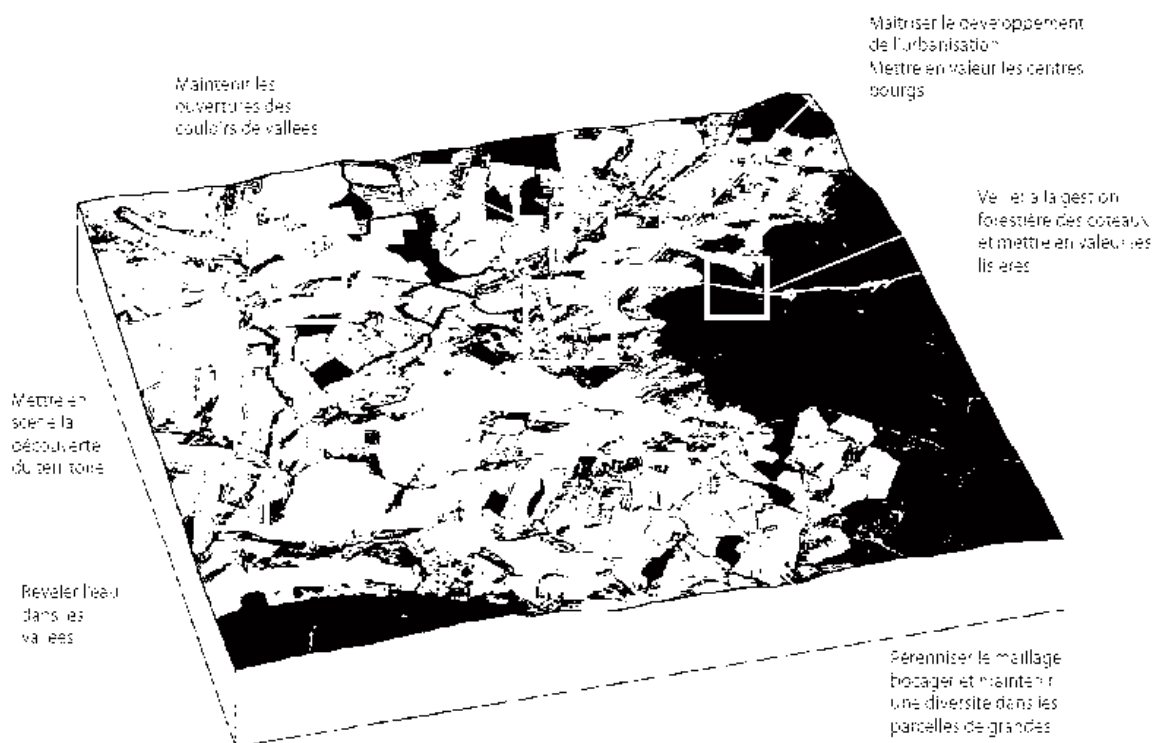 Maîtriser le développement
de l'urbanisation
Mettre en valeur les centres
bourgs
Maintenir les
ouvertures des
couloirs de vallées
Veiller à la gestion
forestière des coteaux
et mettre en valeur les
lisières
Mettre en
scène la
découverte
du territoire
Révéler l'eau
dans les
vallées
Pérenniser le maillage
bocager et maintenir
une diversité dans les
parcelles de grandes